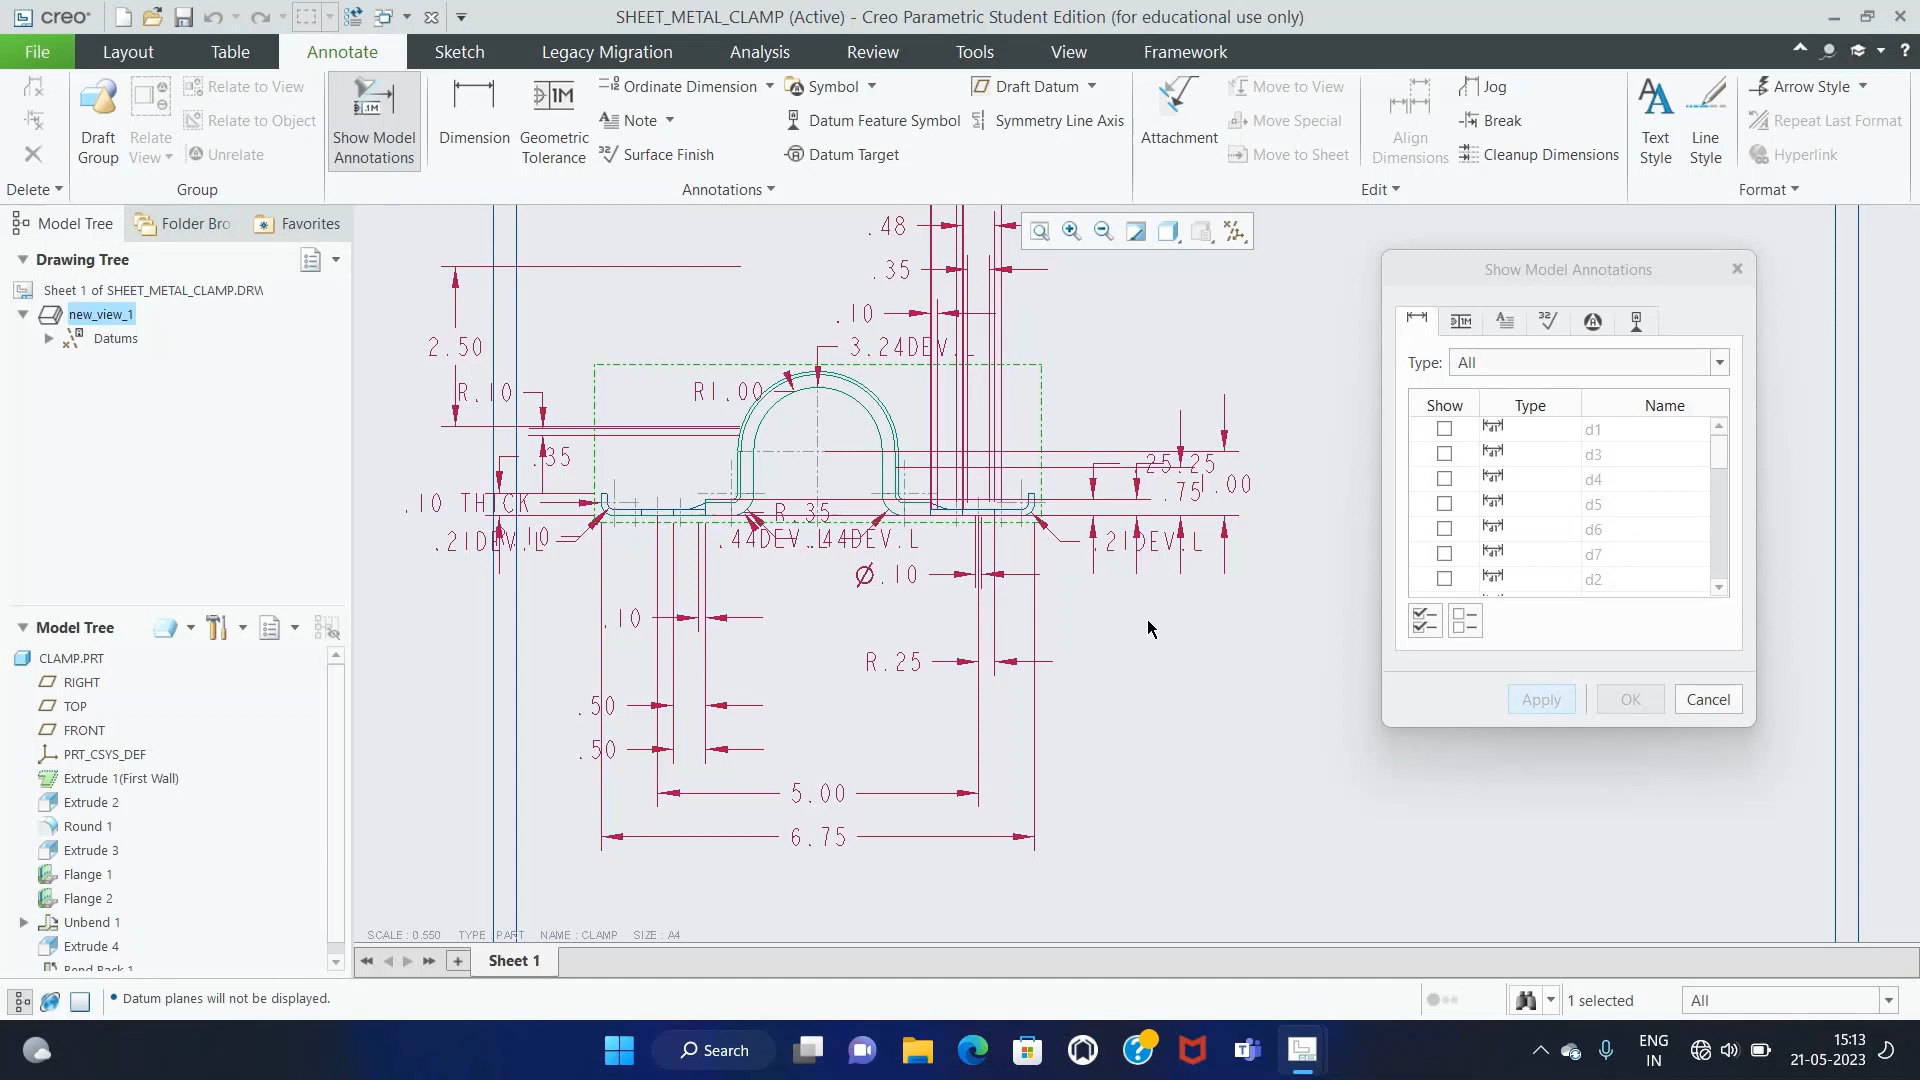 creo
SHEET_METAL_CLAMP (Active) - Creo Parametric Student Edition (for educational use only)
File Layout Table Annotate Sketch Legacy Migration Analysis Review Tools View Framework
Draft Group
Relate View
Relate to View
Relate to Object
Unrelate
Show Model Annotations
Dimension
Geometric Tolerance
Ordinate Dimension
Note
Surface Finish
Symbol
Datum Feature Symbol
Datum Target
Draft Datum
Symmetry Line Axis
Attachment
Move to View
Move Special
Move to Sheet
Align Dimensions
Jog
Break
Cleanup Dimensions
Text Style
Line Style
Arrow Style
Repeat Last Format
Hyperlink
Delete Group Annotations Edit Format
Model Tree Folder Bro Favorites
Drawing Tree
Sheet 1 of SHEET_METAL_CLAMP.DRW
new_view_1
Datums
Model Tree
CLAMP.PRT
RIGHT
TOP
FRONT
PRT_CSYS_DEF
Extrude 1(First Wall)
Extrude 2
Round 1
Extrude 3
Flange 1
Flange 2
Unbend 1
Extrude 4
Bend Back 1
.48
.35
.10
2.50
3.24DEV.L
R.10
R1.00
.35
.25.25
.75
1.00
.10 THICK
R.35
.21DEV.L
.10
.44DEV.L
.44DEV.L
.21DEV.L
Ø.10
.10
R.25
.50
.50
5.00
6.75
SCALE : 0.550 TYPE : PART NAME : CLAMP SIZE : A4
Sheet 1
Show Model Annotations
Type: All
Show Type Name
d1
d3
d4
d5
d6
d7
d2
Apply OK Cancel
Datum planes will not be displayed.
1 selected
All
Search
ENG
IN
15:13
21-05-2023